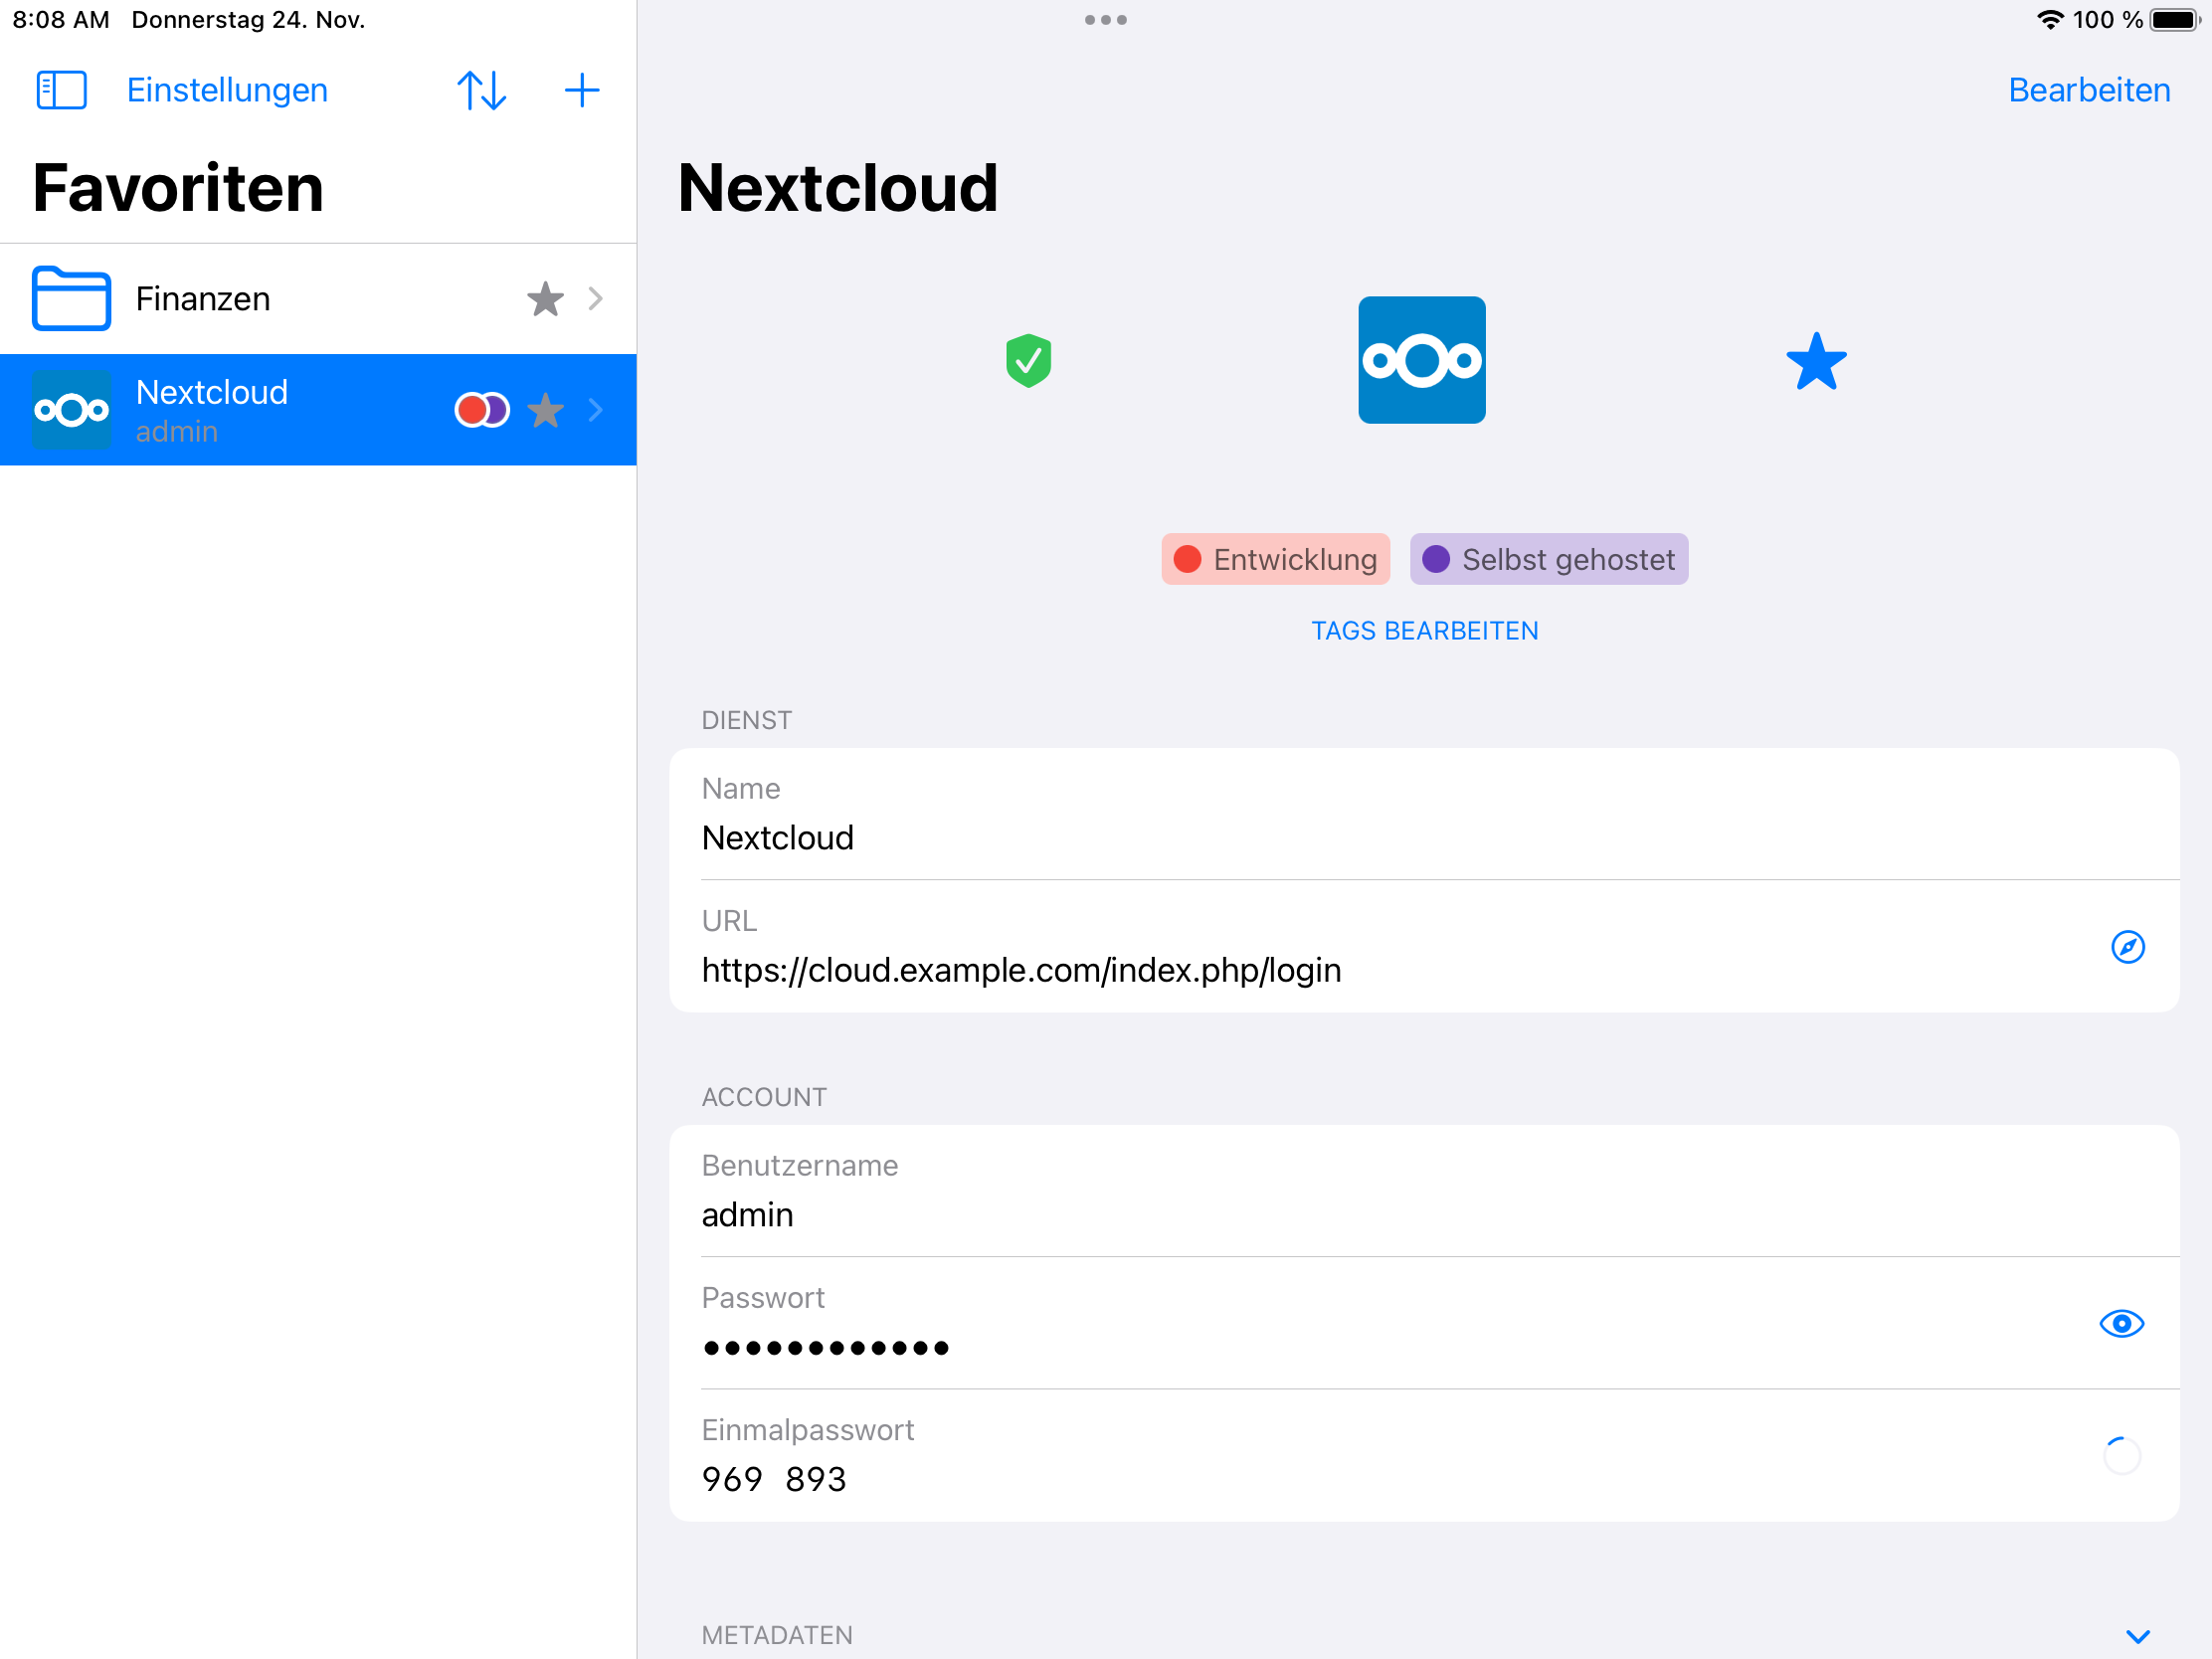 8:08 AM Donnerstag 24. Nov.
100 %
Einstellungen
Bearbeiten
Favoriten
Finanzen
Nextcloud
admin
Nextcloud
Entwicklung
Selbst gehostet
TAGS BEARBEITEN
DIENST
Name
Nextcloud
URL
https://cloud.example.com/index.php/login
ACCOUNT
Benutzername
admin
Passwort
••••••••••••
Einmalpasswort
969 893
METADATEN